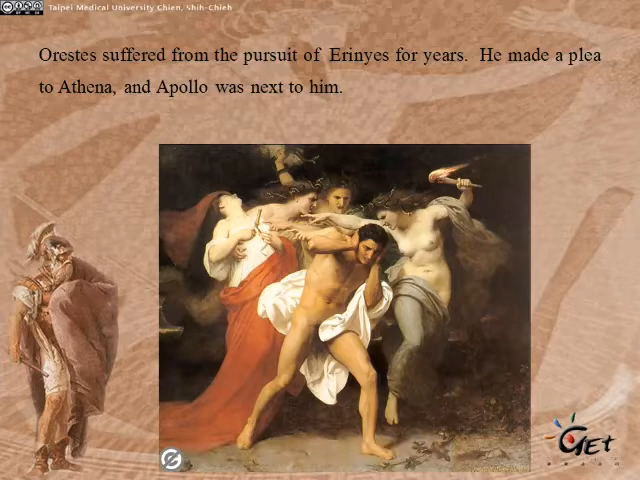 Taipei Medical University Chien, Shih-Chieh
Orestes suffered from the pursuit of Erinyes for years. He made a plea
to Athena, and Apollo was next to him.
GET